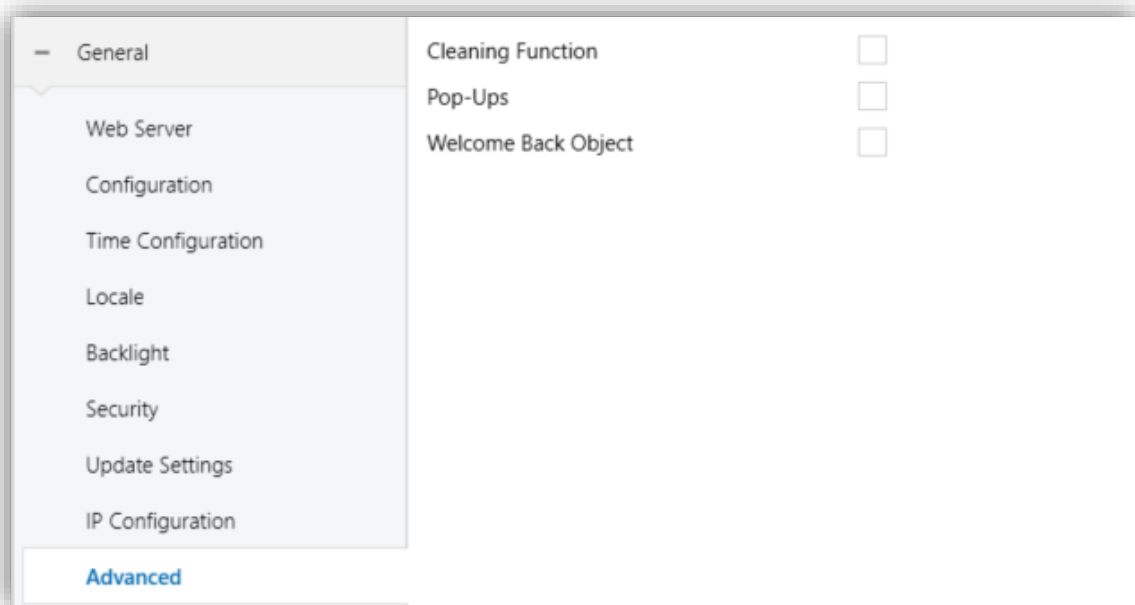 General
Web Server
Configuration
Time Configuration
Locale
Backlight
Security
Update Settings
IP Configuration
Advanced
Cleaning Function
Pop-Ups
Welcome Back Object